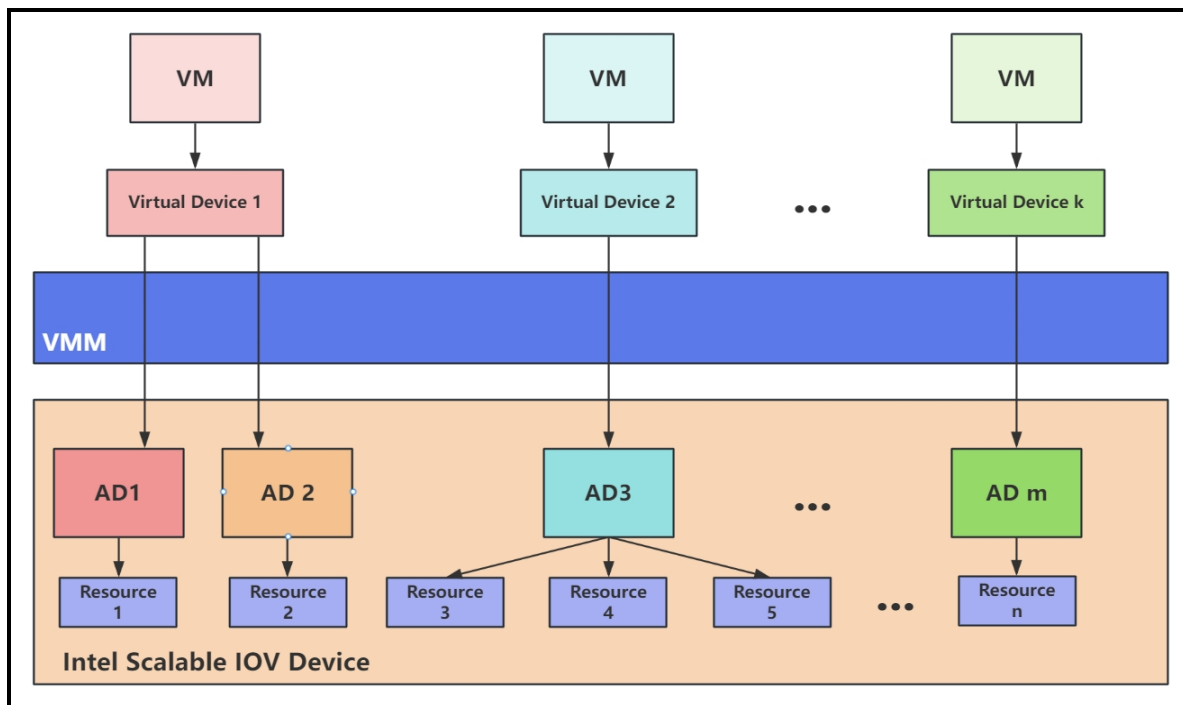 VM
VM
VM
Virtual Device 1
Virtual Device 2
•••
Virtual Device k
VMM
AD1
AD 2
AD3
•••
AD m
Resource
1
Resource
2
Resource
3
Resource
4
Resource
5
•••
Resource
n
Intel Scalable IOV Device